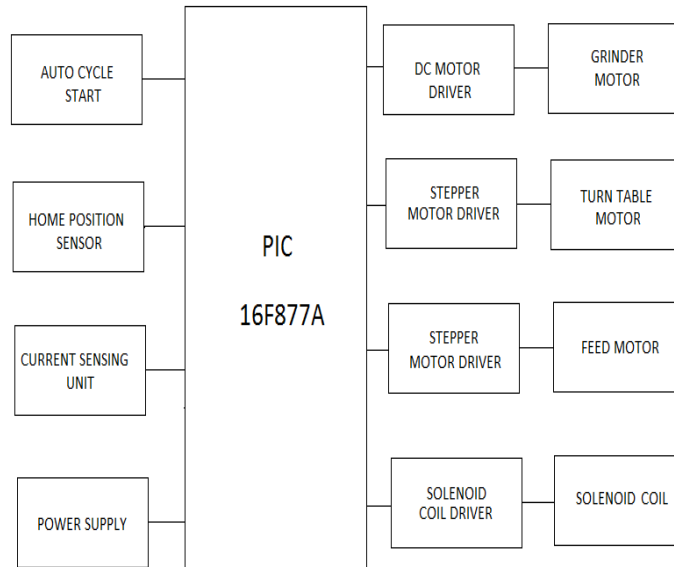 AUTO CYCLE
START
HOME POSITION
SENSOR
CURRENT SENSING
UNIT
POWER SUPPLY
PIC
16F877A
DC MOTOR
DRIVER
GRINDER
MOTOR
STEPPER
MOTOR DRIVER
TURN TABLE
MOTOR
STEPPER
MOTOR DRIVER
FEED MOTOR
SOLENOID
COIL DRIVER
SOLENOID COIL